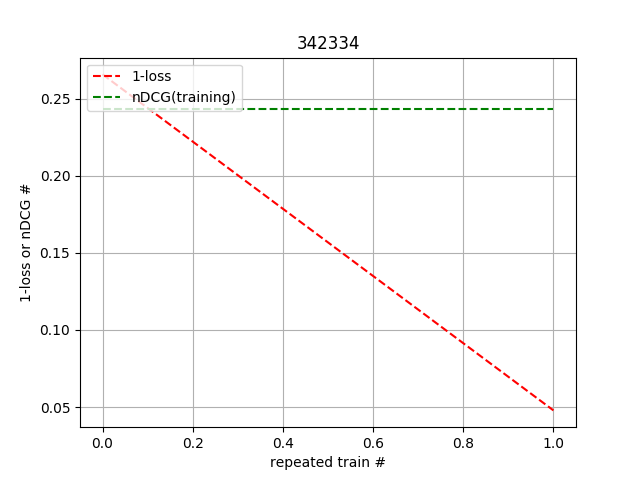 342334
1-loss
nDCG(training)
0.25
0.20
0.15
0.10
0.05
1-loss or nDCG #
0.0 0.2 0.4 0.6 0.8 1.0
repeated train #